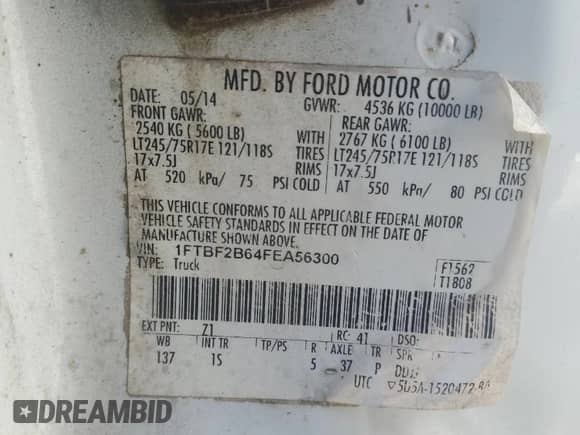 MFD. BY FORD MOTOR CO.
DATE: 05/14 GVWR: 4536 KG (10000 LB)
FRONT GAWR: REAR GAWR:
2540 KG ( 5600 LB) WITH 2767 KG ( 6100 LB) WITH
LT245/75R17E 121/118S TIRES LT245/75R17E 121/118S TIRES
17x7.5J RIMS 17x7.5J RIMS
AT 520 kPa/ 75 PSI COLD AT 550 kPa/ 80 PSI COLD
THIS VEHICLE CONFORMS TO ALL APPLICABLE FEDERAL MOTOR
VEHICLE SAFETY STANDARDS IN EFFECT ON THE DATE OF
MANUFACTURE SHOWN ABOVE.
VIN: 1FTBF2B64FEA56300 F1562
TYPE: Truck T1808
EXT PNT: Z1 RC: 41 DSO:
WB INT TR TP/PS R AXLE TR SPR
137 1S 5 37 P
UTC
DREAMBID